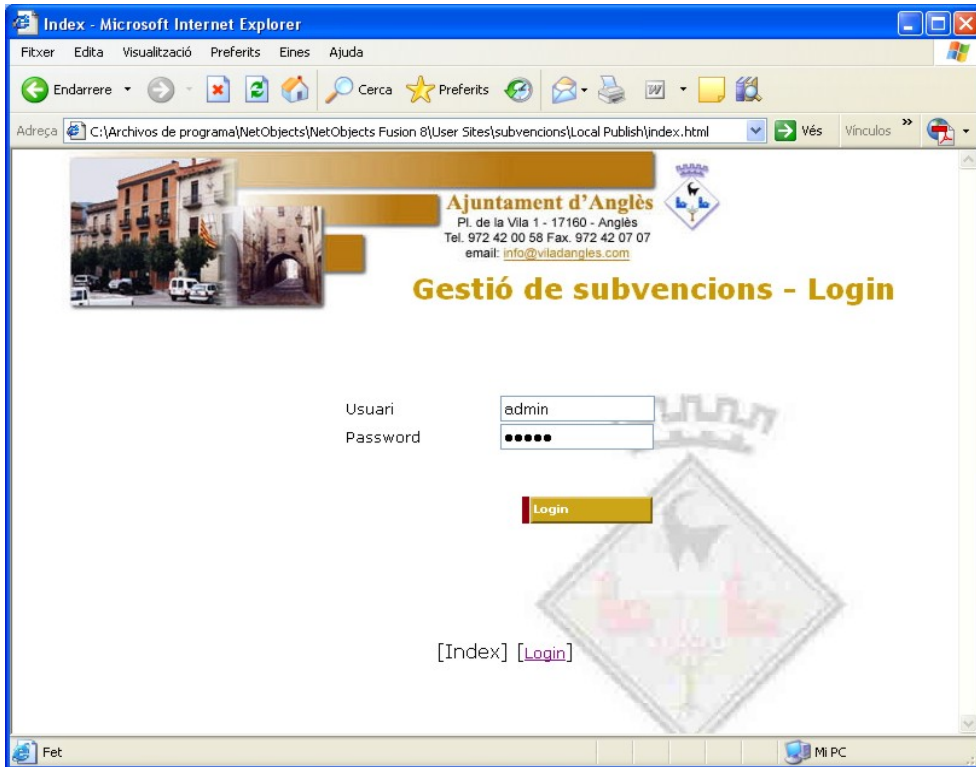 Index - Microsoft Internet Explorer
Fitxer Edita Visualització Preferits Eines Ajuda
Endarrere Cerca Preferits
Adreça C:\Archivos de programa\NetObjects\NetObjects Fusion 8\User Sites\subvencions\Local Publish\index.html Vés Vínculos »
Ajuntament d'Anglès
Pl. de la Vila 1 - 17160 - Anglès
Tel. 972 42 00 58 Fax. 972 42 07 07
email: info@viladangles.com
Gestió de subvencions - Login
Usuari admin
Password •••••
Login
[Index] [Login]
Fet Mi PC